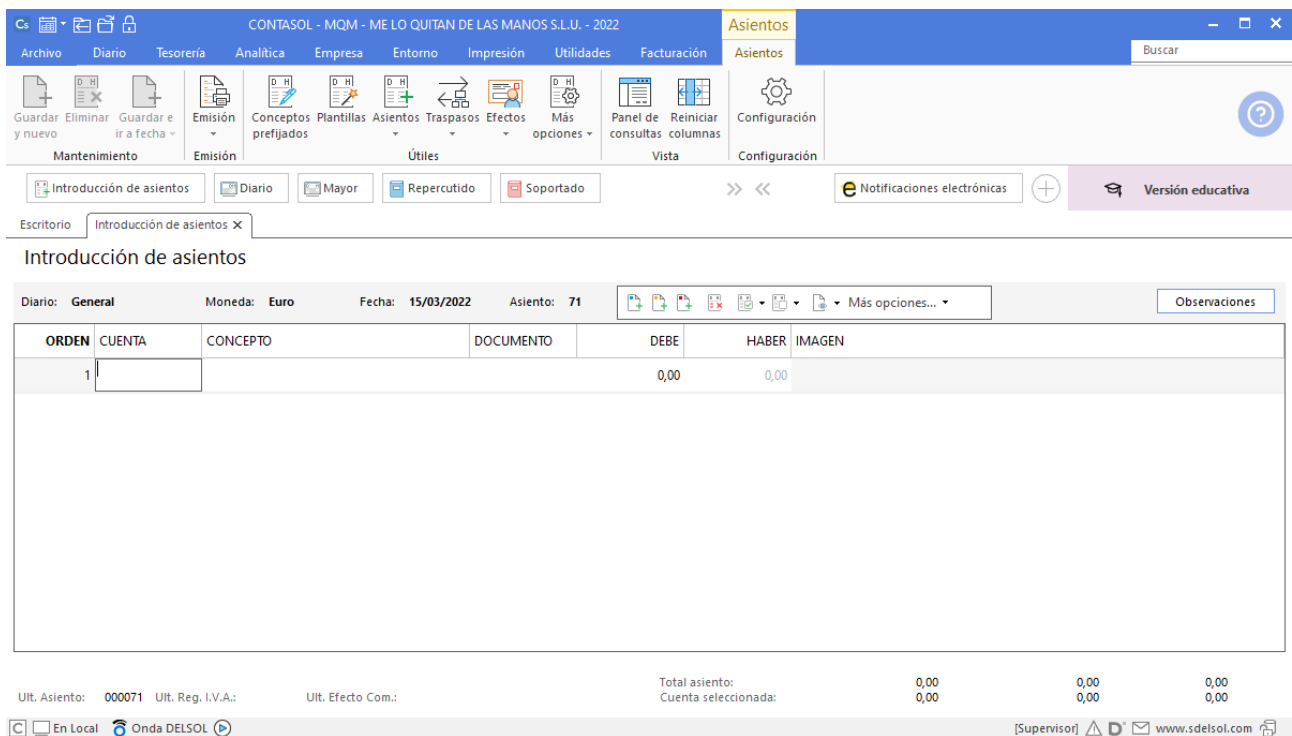 Cs CONTASOL - MQM - ME LO QUITAN DE LAS MANOS S.L.U. - 2022 Asientos
Archivo Diario Tesorería Analítica Empresa Entorno Impresión Utilidades Facturación Asientos Buscar
D H D H D H D H D H
Guardar Eliminar Guardar e Emisión Conceptos Plantillas Asientos Traspasos Efectos Más Panel de Reiniciar Configuración ?
y nuevo ir a fecha prefijados opciones consultas columnas
Mantenimiento Emisión Útiles Vista Configuración
Introducción de asientos Diario Mayor Repercutido Soportado e Notificaciones electrónicas Versión educativa
Escritorio Introducción de asientos X
Introducción de asientos
Diario: General Moneda: Euro Fecha: 15/03/2022 Asiento: 71 Más opciones... Observaciones
ORDEN CUENTA CONCEPTO DOCUMENTO DEBE HABER IMAGEN
1 0,00 0,00
Total asiento: 0,00 0,00 0,00
Ult. Asiento: 000071 Ult. Reg. I.V.A.: Ult. Efecto Com.: Cuenta seleccionada: 0,00 0,00 0,00
C En Local Onda DELSOL [Supervisor] D www.sdelsol.com